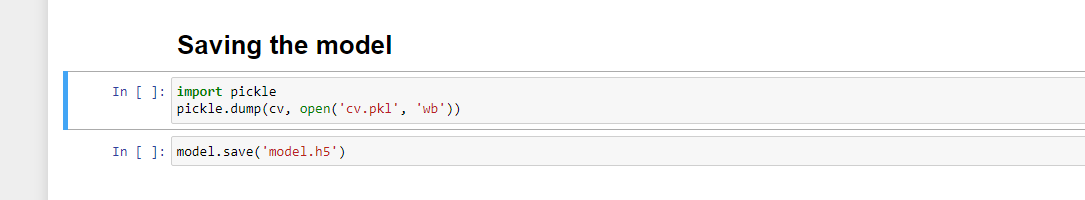 Saving the model
In [ ]: import pickle
pickle.dump(cv, open('cv.pkl', 'wb'))
In [ ]: model.save('model.h5')